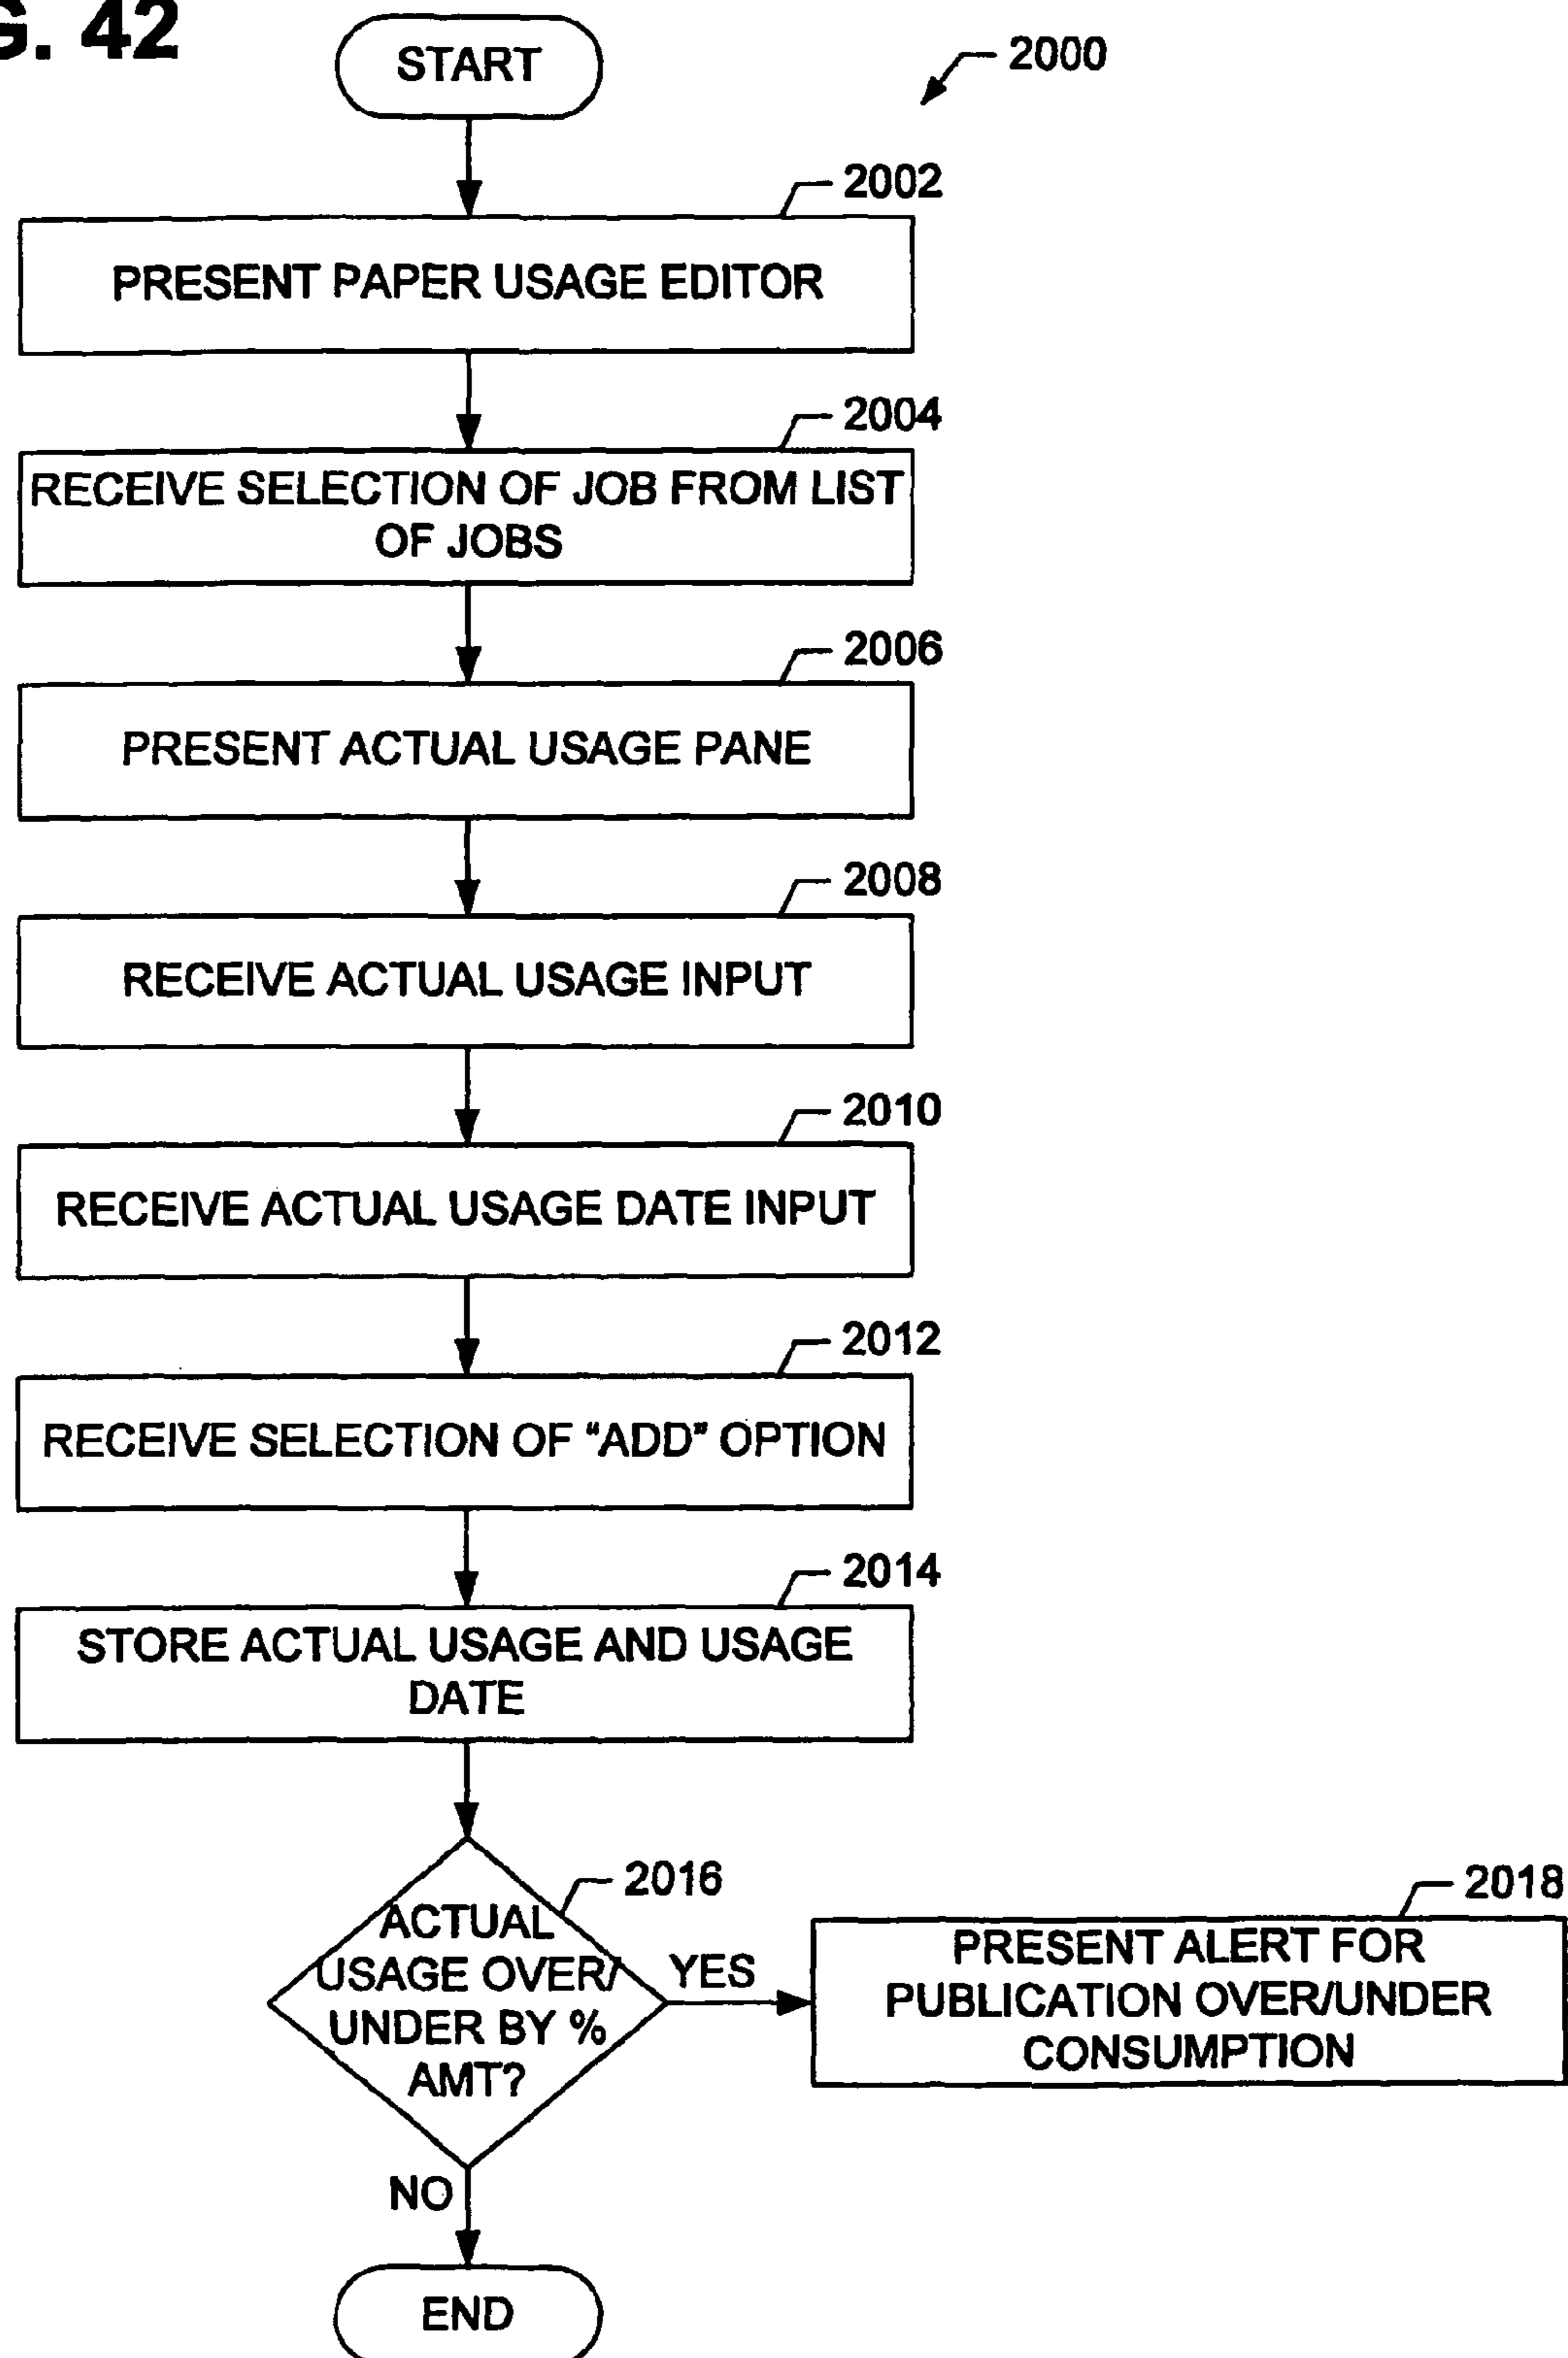 G. 42
START
2000
2002
PRESENT PAPER USAGE EDITOR
2004
RECEIVE SELECTION OF JOB FROM LIST
OF JOBS
2006
PRESENT ACTUAL USAGE PANE
2008
RECEIVE ACTUAL USAGE INPUT
2010
RECEIVE ACTUAL USAGE DATE INPUT
2012
RECEIVE SELECTION OF "ADD" OPTION
2014
STORE ACTUAL USAGE AND USAGE
DATE
2016
ACTUAL
USAGE OVER/
UNDER BY %
AMT?
YES
2018
PRESENT ALERT FOR
PUBLICATION OVER/UNDER
CONSUMPTION
NO
END